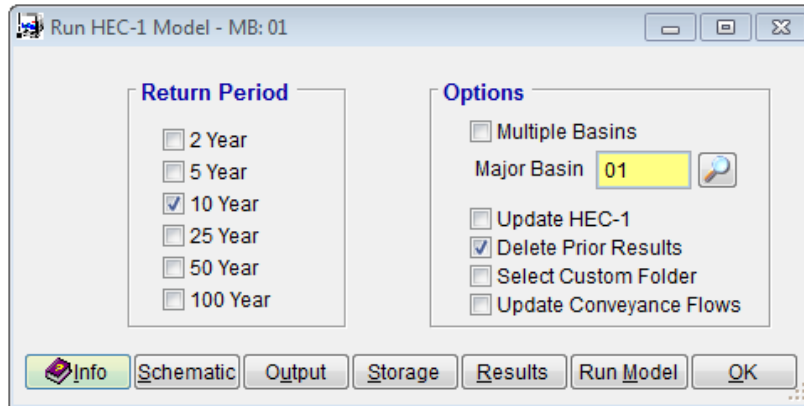 Run HEC-1 Model - MB: 01
Return Period
2 Year
5 Year
10 Year
25 Year
50 Year
100 Year
Options
Multiple Basins
Major Basin 01
Update HEC-1
Delete Prior Results
Select Custom Folder
Update Conveyance Flows
Info Schematic Output Storage Results Run Model OK